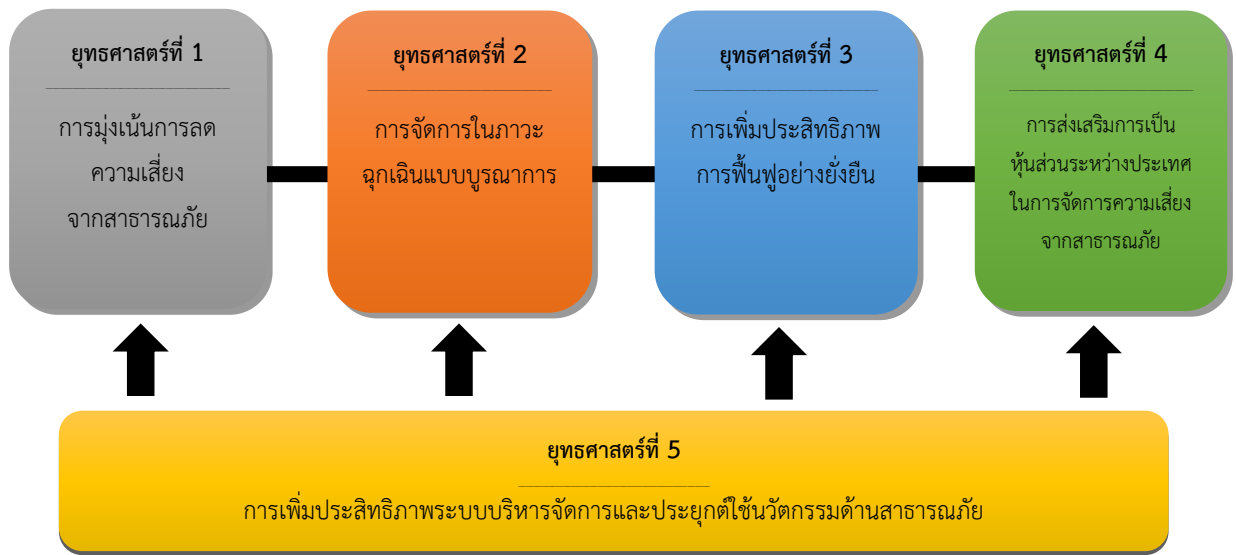 ยุทธศาสตร์ที่ 1
การมุ่งเน้นการลด
ความเสี่ยง
จากสาธารณภัย
ยุทธศาสตร์ที่ 2
การจัดการในภาวะ
ฉุกเฉินแบบบูรณาการ
ยุทธศาสตร์ที่ 3
การเพิ่มประสิทธิภาพ
การฟื้นฟูอย่างยั่งยืน
ยุทธศาสตร์ที่ 4
การส่งเสริมการเป็น
หุ้นส่วนระหว่างประเทศ
ในการจัดการความเสี่ยง
จากสาธารณภัย
ยุทธศาสตร์ที่ 5
การเพิ่มประสิทธิภาพระบบบริหารจัดการและประยุกต์ใช้นวัตกรรมด้านสาธารณภัย